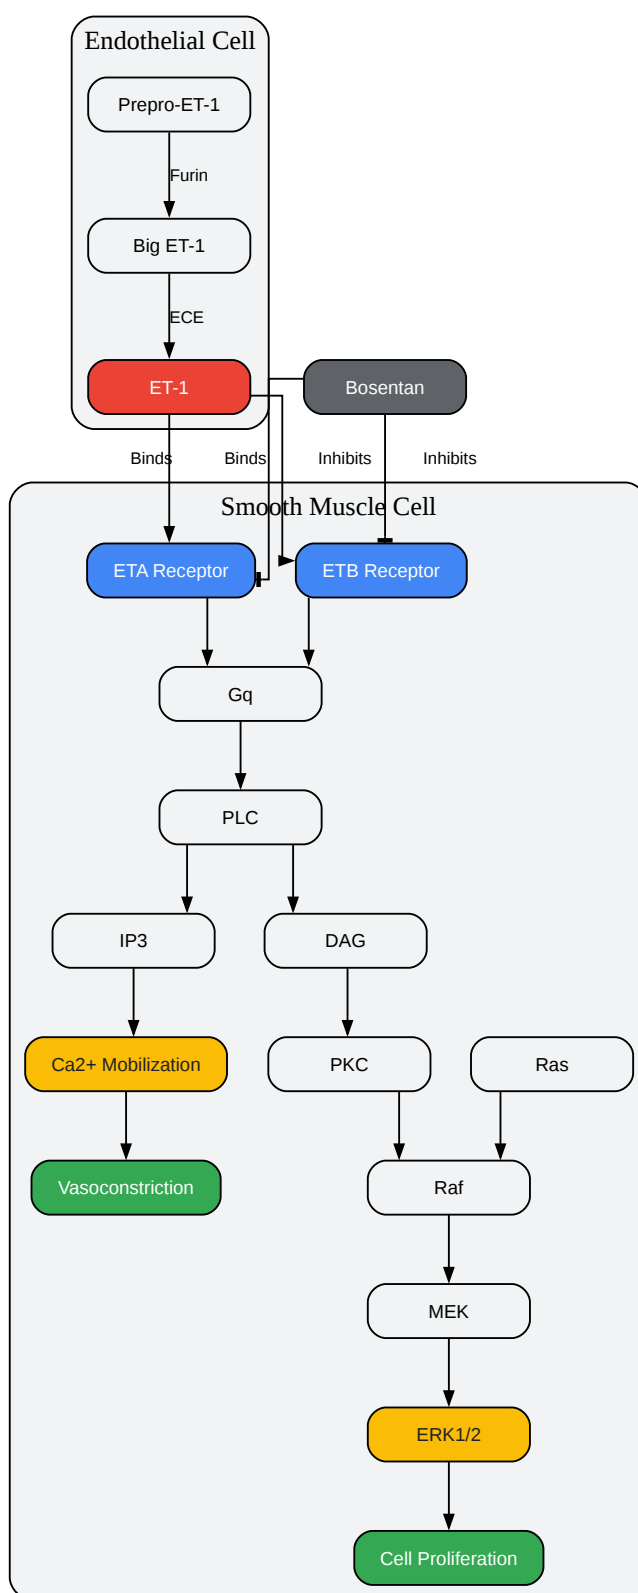 Endothelial Cell
Prepro-ET-1
Furin
Big ET-1
ECE
ET-1
Bosentan
Binds
Binds
Inhibits
Inhibits
Smooth Muscle Cell
ETA Receptor
ETB Receptor
Gq
PLC
IP3
DAG
Ca2+ Mobilization
PKC
Ras
Vasoconstriction
Raf
MEK
ERK1/2
Cell Proliferation